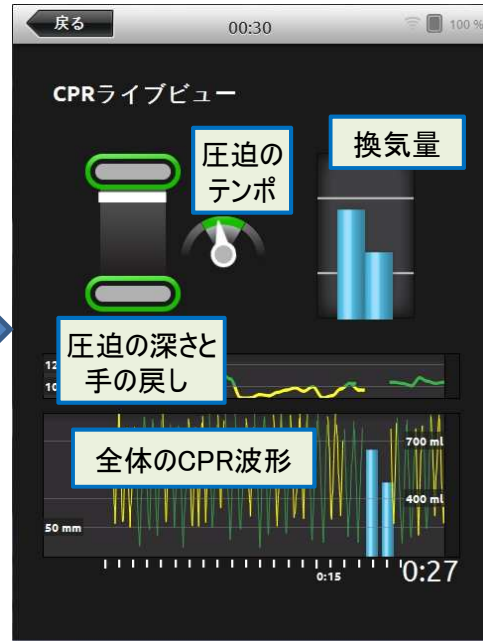 戻る
00:30
100 %
CPRライブビュー
圧迫の
テンポ
換気量
圧迫の深さと
手の戻し
全体のCPR波形
700 ml
400 ml
50 mm
0:15
0:27